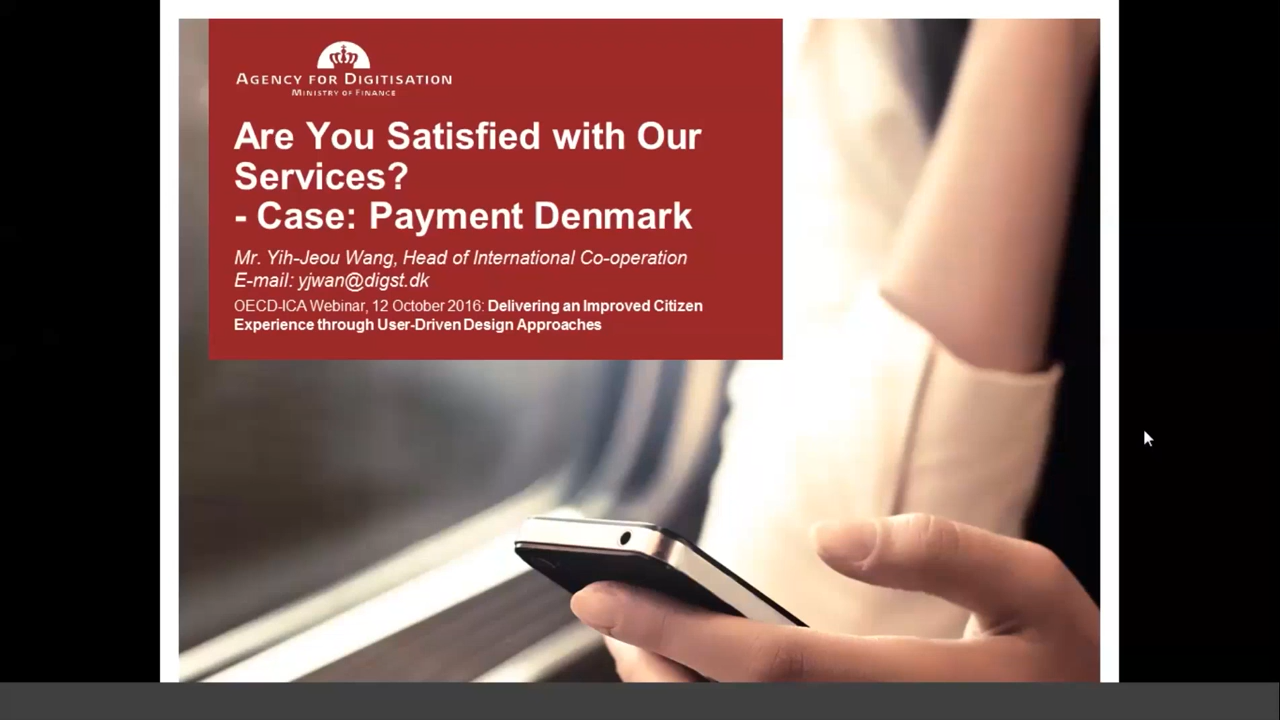 AGENCY FOR DIGITISATION
MINISTRY OF FINANCE
Are You Satisfied with Our
Services?
- Case: Payment Denmark
Mr. Yih-Jeou Wang, Head of International Co-operation
E-mail: yjwan@digst.dk
OECD-ICA Webinar, 12 October 2016: Delivering an Improved Citizen
Experience through User-Driven Design Approaches